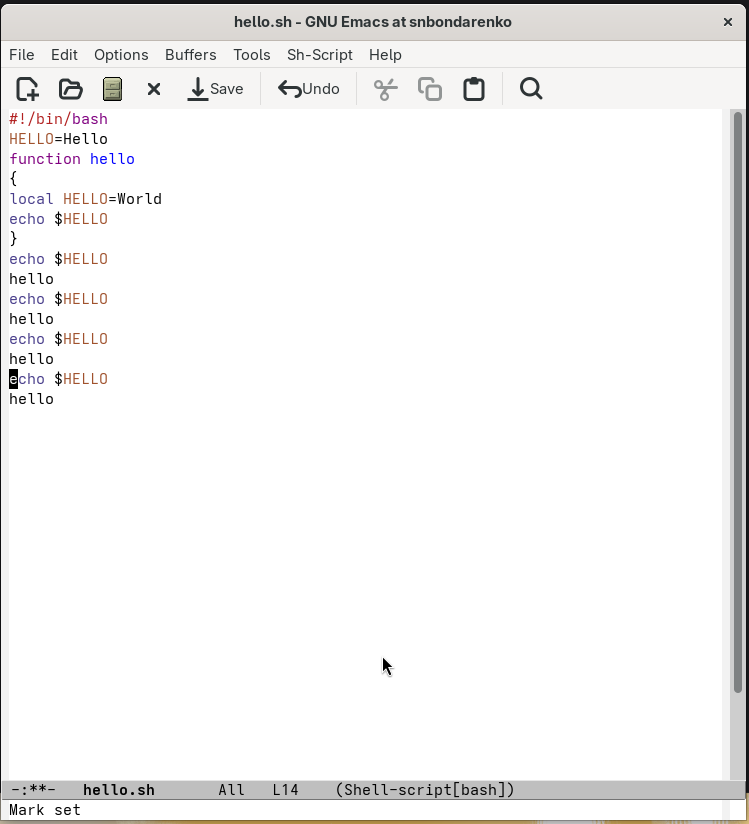 hello.sh - GNU Emacs at snbondarenko ×
File Edit Options Buffers Tools Sh-Script Help
Save Undo
#!/bin/bash
HELLO=Hello
function hello
{
local HELLO=World
echo $HELLO
}
echo $HELLO
hello
echo $HELLO
hello
echo $HELLO
hello
echo $HELLO
hello
-:**- hello.sh All L14 (Shell-script[bash])
Mark set